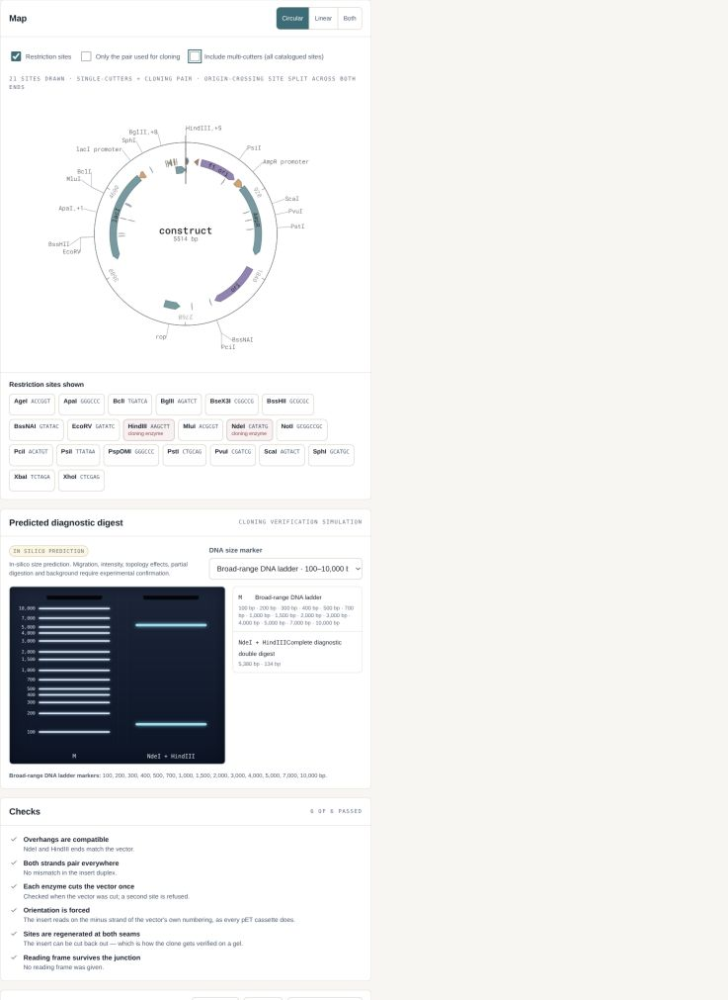 Map
Circular Linear Both
Restriction sites Only the pair used for cloning Include multi-cutters (all catalogued sites)
21 SITES DRAWN · SINGLE-CUTTERS + CLONING PAIR · ORIGIN-CROSSING SITE SPLIT ACROSS BOTH
ENDS
BglII,+8 HindIII,+5
SphI PsiI
lacI promoter AmpR promoter
BclI
MluI
4600 920
ScaI
ApaI,+1 PvuI
lacI AmpR
f1 ori
PstI
construct
5514 bp
BssHII
EcoRV
3680 1840
ori
2760
rop BssNAI
PciI
Restriction sites shown
AgeI ACCGGT ApaI GGGCCC BclI TGATCA BglII AGATCT BseX3I CGGCCG BssHII GCGCGC
BssNAI GTATAC EcoRV GATATC HindIII AAGCTT MluI ACGCGT NdeI CATATG NotI GCGGCCGC
cloning enzyme cloning enzyme
PciI ACATGT PsiI TTATAA PspOMI GGGCCC PstI CTGCAG PvuI CGATCG ScaI AGTACT SphI GCATGC
XbaI TCTAGA XhoI CTCGAG
Predicted diagnostic digest CLONING VERIFICATION SIMULATION
IN SILICO PREDICTION
In-silico size prediction. Migration, intensity, topology effects, partial
digestion and background require experimental confirmation.
DNA size marker
Broad-range DNA ladder · 100–10,000 t
10,000
7,000
5,000
4,000
3,000
2,000
1,500
1,000
700
500
400
300
200
100
M NdeI + HindIII
M Broad-range DNA ladder
100 bp · 200 bp · 300 bp · 400 bp · 500 bp · 700
bp · 1,000 bp · 1,500 bp · 2,000 bp · 3,000 bp ·
4,000 bp · 5,000 bp · 7,000 bp · 10,000 bp
NdeI + HindIIIComplete diagnostic
double digest
5,380 bp · 134 bp
Broad-range DNA ladder markers: 100, 200, 300, 400, 500, 700, 1,000, 1,500, 2,000, 3,000, 4,000, 5,000, 7,000, 10,000 bp.
Checks 6 OF 6 PASSED
Overhangs are compatible
NdeI and HindIII ends match the vector.
Both strands pair everywhere
No mismatch in the insert duplex.
Each enzyme cuts the vector once
Checked when the vector was cut; a second site is refused.
Orientation is forced
The insert reads on the minus strand of the vector's own numbering, as every pET cassette does.
Sites are regenerated at both seams
The insert can be cut back out — which is how the clone gets verified on a gel.
Reading frame survives the junction
No reading frame was given.